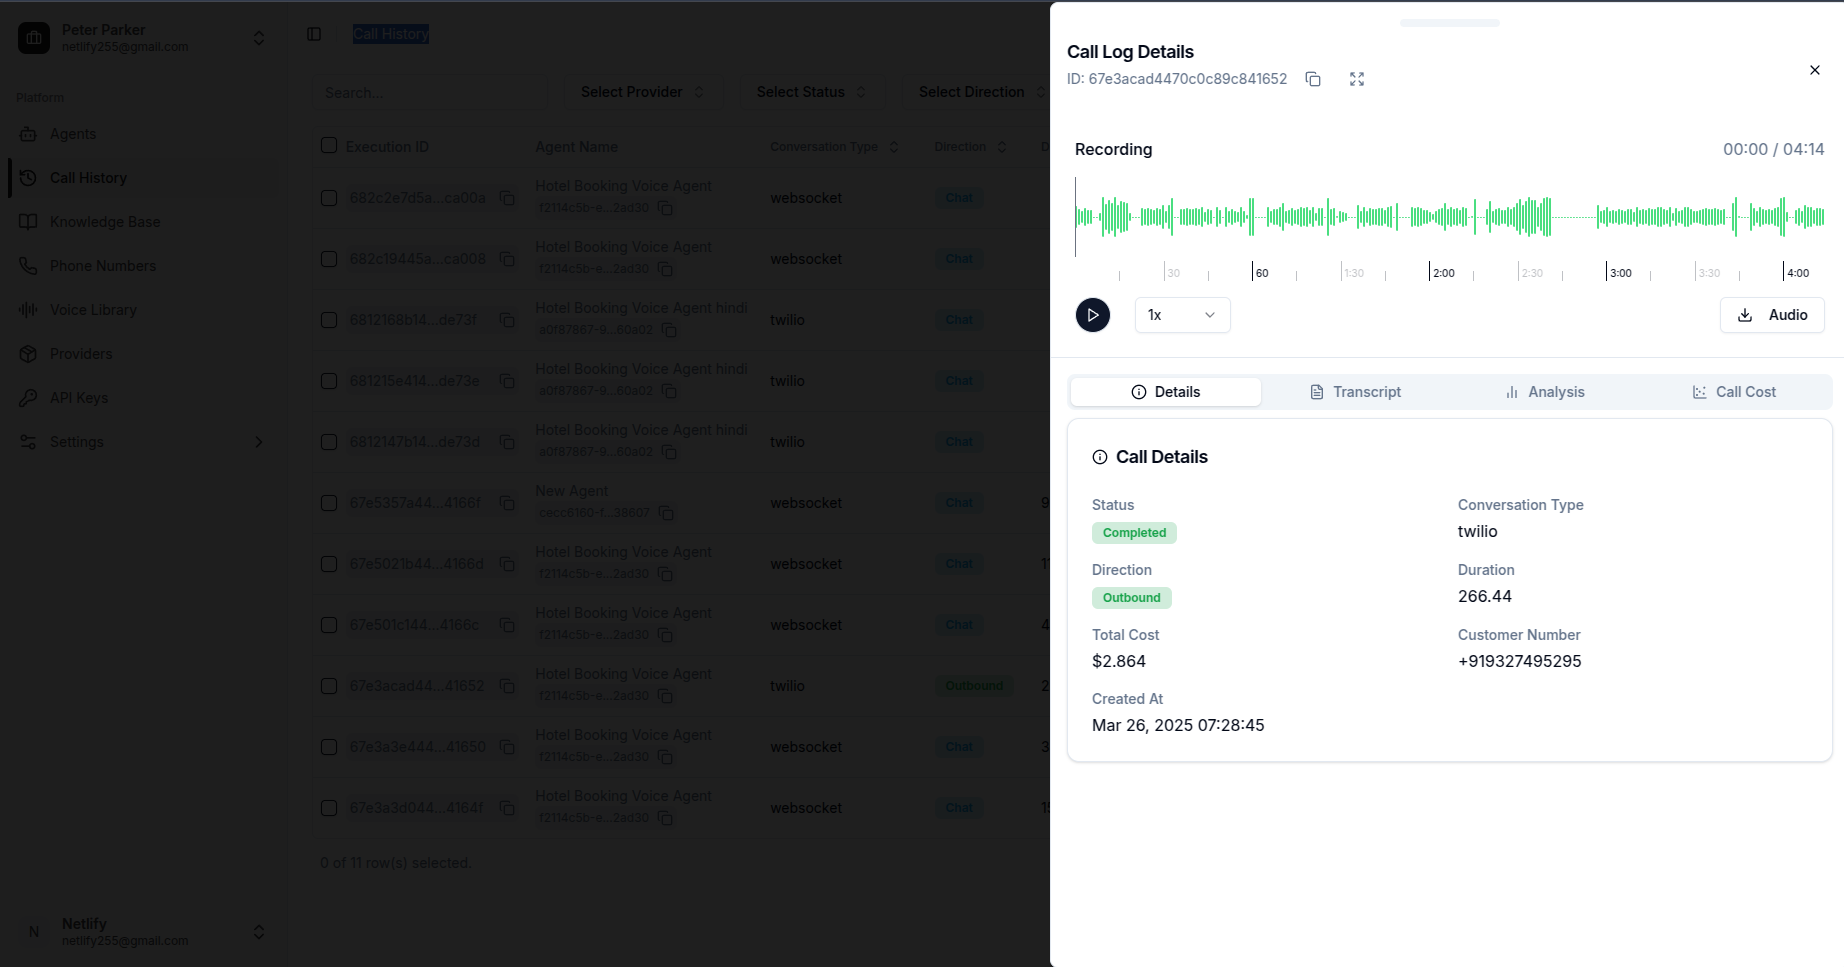 Peter Parker
netlify255@gmail.com
Platform
Agents
Call History
Knowledge Base
Phone Numbers
Voice Library
Providers
API Keys
Settings
N
Netlify
netlify255@gmail.com
Call History
Search...
Select Provider
Select Status
Select Direction
Execution ID
Agent Name
Conversation Type
Direction
D
682c2e7d5a...ca00a
Hotel Booking Voice Agent
f2114c5b-e...2ad30
websocket
Chat
682c19445a...ca008
Hotel Booking Voice Agent
f2114c5b-e...2ad30
websocket
Chat
6812168b14...de73f
Hotel Booking Voice Agent hindi
a0f87867-9...60a02
twilio
Chat
681215e414...de73e
Hotel Booking Voice Agent hindi
a0f87867-9...60a02
twilio
Chat
6812147b14...de73d
Hotel Booking Voice Agent hindi
a0f87867-9...60a02
twilio
Chat
67e5357a44...4166f
New Agent
cecc6160-f...38607
websocket
Chat
9
67e5021b44...4166d
Hotel Booking Voice Agent
f2114c5b-e...2ad30
websocket
Chat
11
67e501c144...4166c
Hotel Booking Voice Agent
f2114c5b-e...2ad30
websocket
Chat
4
67e3acad44...41652
Hotel Booking Voice Agent
f2114c5b-e...2ad30
twilio
Outbound
2
67e3a3e444...41650
Hotel Booking Voice Agent
f2114c5b-e...2ad30
websocket
Chat
3
67e3a3d044...4164f
Hotel Booking Voice Agent
f2114c5b-e...2ad30
websocket
Chat
0 of 11 row(s) selected.
Call Log Details
ID: 67e3acad4470c0c89c841652
Recording
00:00 / 04:14
30 60 1:30 2:00 2:30 3:00 3:30 4:00
1x
Audio
Details
Transcript
Analysis
Call Cost
Call Details
Status
Completed
Conversation Type
twilio
Direction
Outbound
Duration
266.44
Total Cost
$2.864
Customer Number
+919327495295
Created At
Mar 26, 2025 07:28:45